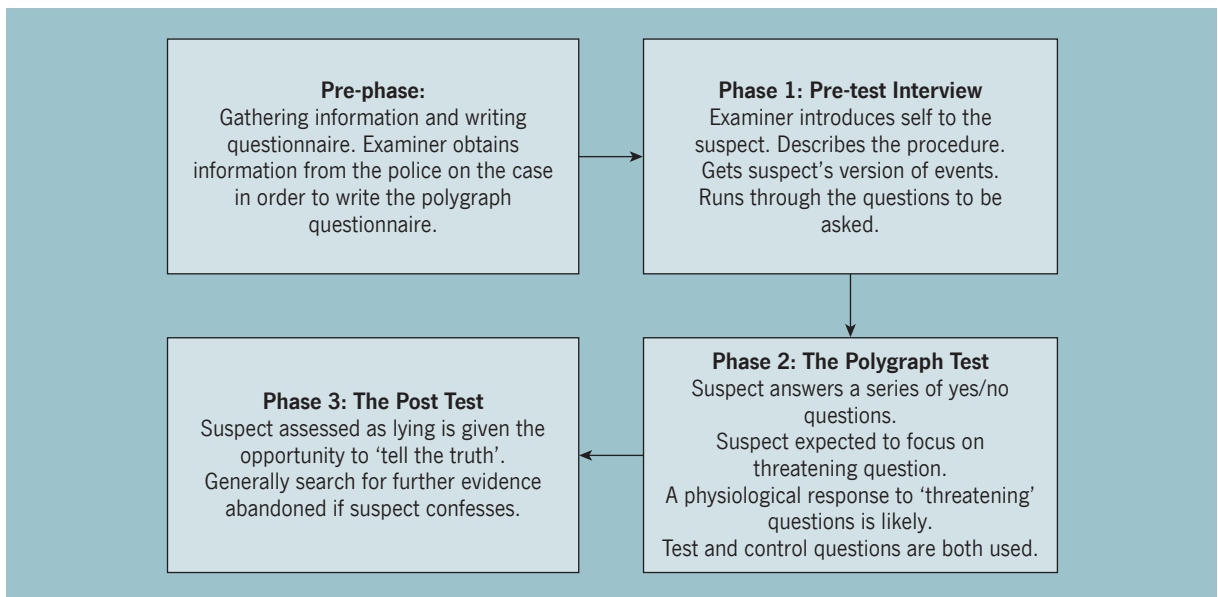 Pre-phase:
Gathering information and writing
questionnaire. Examiner obtains
information from the police on the case
in order to write the polygraph
questionnaire.
Phase 1: Pre-test Interview
Examiner introduces self to the
suspect. Describes the procedure.
Gets suspect’s version of events.
Runs through the questions to be
asked.
Phase 2: The Polygraph Test
Suspect answers a series of yes/no
questions.
Suspect expected to focus on
threatening question.
A physiological response to ‘threatening’
questions is likely.
Test and control questions are both used.
Phase 3: The Post Test
Suspect assessed as lying is given the
opportunity to ‘tell the truth’.
Generally search for further evidence
abandoned if suspect confesses.